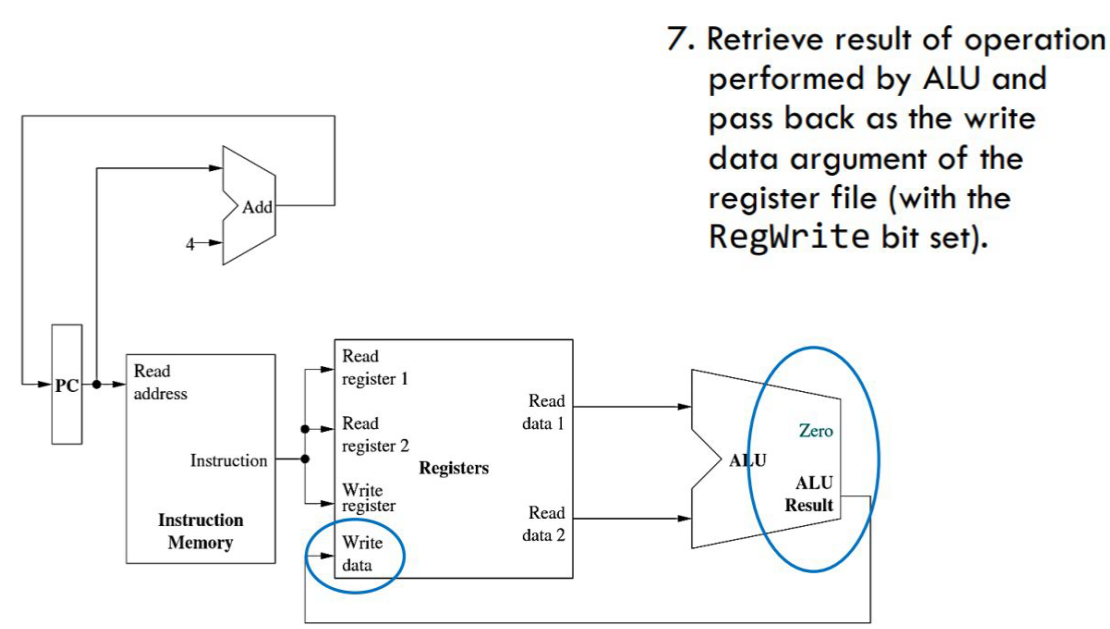 7. Retrieve result of operation
performed by ALU and
pass back as the write
data argument of the
register file (with the
RegWrite bit set).
Add
4
PC
Read
address
Instruction
Instruction
Memory
Read
register 1
Read
register 2
Write
register
Write
data
Registers
Read
data 1
Read
data 2
ALU
Zero
ALU
Result